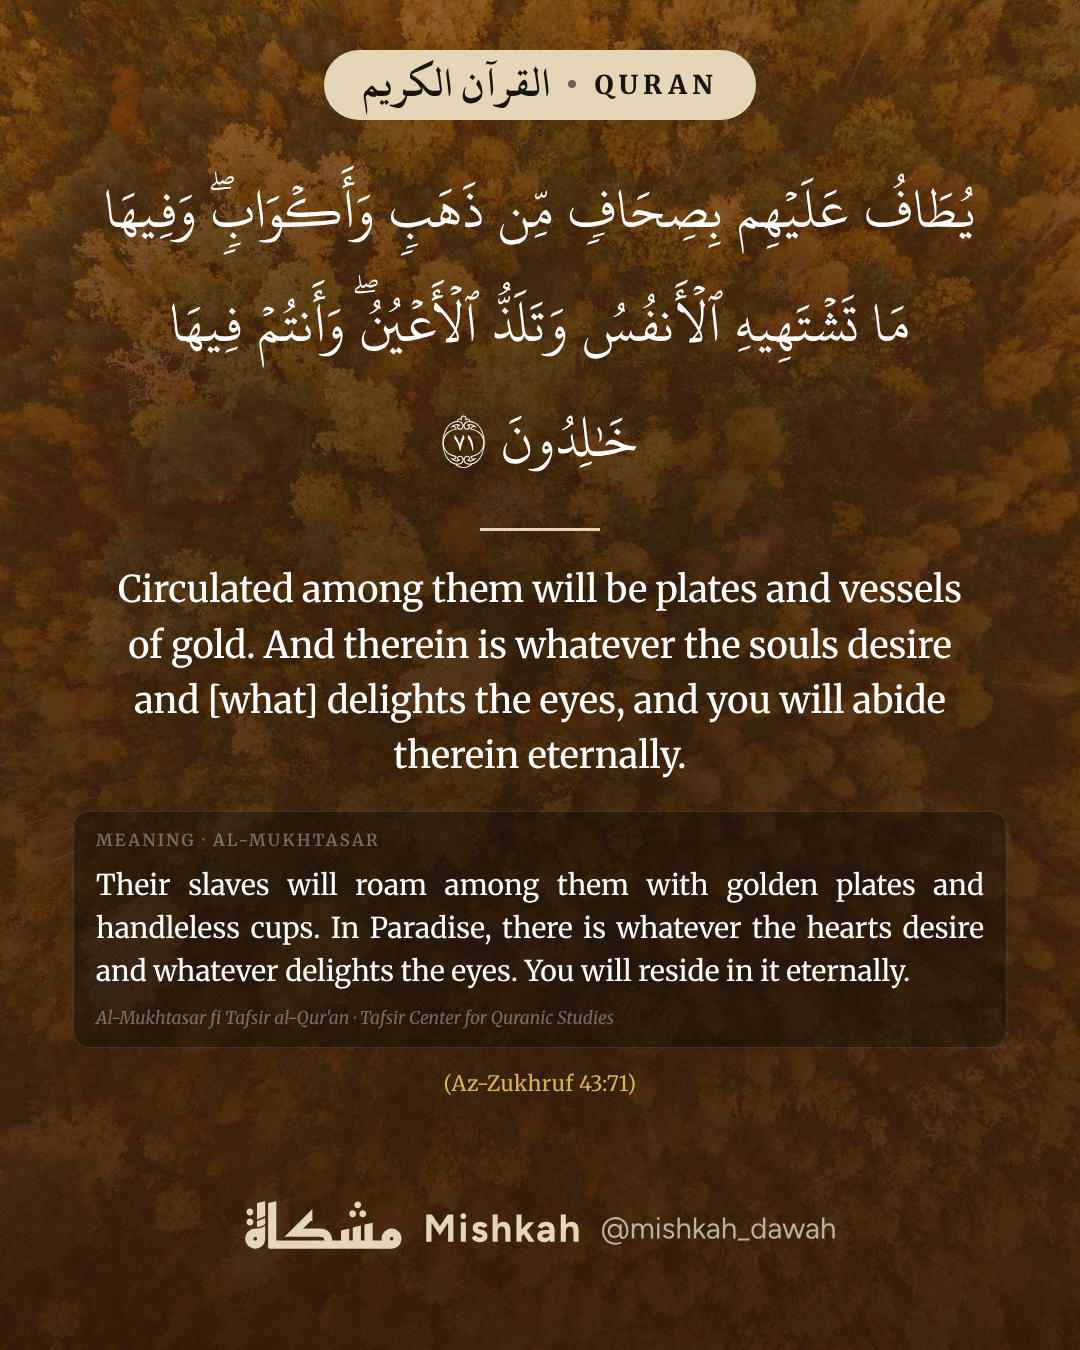 القرآن الكريم • QURAN
يُطَافُ عَلَيْهِم بِصِحَافٍ مِّن ذَهَبٍ وَأَكْوَابٍ ۖ وَفِيهَا
مَا تَشْتَهِيهِ ٱلْأَنفُسُ وَتَلَذُّ ٱلْأَعْيُنُ ۖ وَأَنتُمْ فِيهَا
خَـٰلِدُونَ ٧١
Circulated among them will be plates and vessels
of gold. And therein is whatever the souls desire
and [what] delights the eyes, and you will abide
therein eternally.
MEANING · AL-MUKHTASAR
Their slaves will roam among them with golden plates and
handleless cups. In Paradise, there is whatever the hearts desire
and whatever delights the eyes. You will reside in it eternally.
Al-Mukhtasar fi Tafsir al-Qur'an · Tafsir Center for Quranic Studies
(Az-Zukhruf 43:71)
مشكاة Mishkah @mishkah_dawah